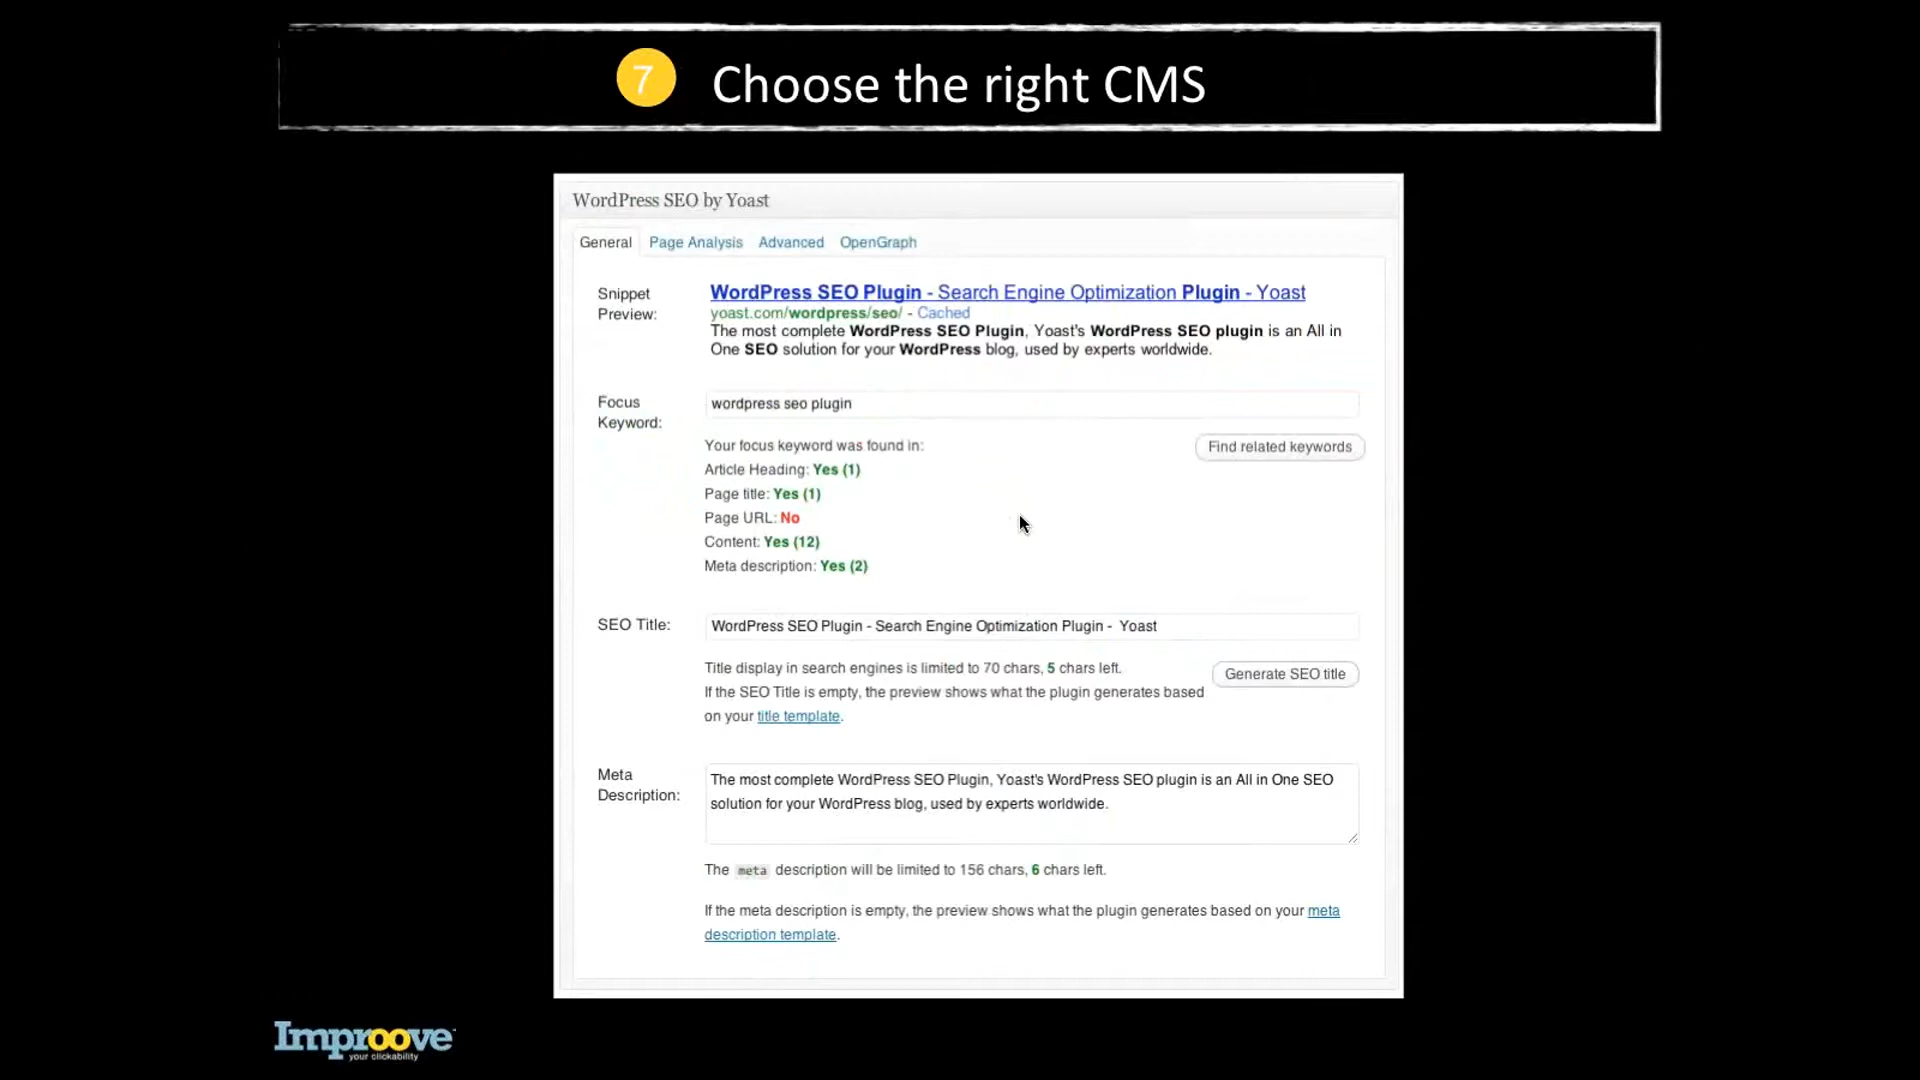 7 Choose the right CMS
WordPress SEO by Yoast
General Page Analysis Advanced OpenGraph
Snippet
Preview:
WordPress SEO Plugin - Search Engine Optimization Plugin - Yoast
yoast.com/wordpress/seo/ - Cached
The most complete WordPress SEO Plugin, Yoast's WordPress SEO plugin is an All in
One SEO solution for your WordPress blog, used by experts worldwide.
Focus
Keyword:
wordpress seo plugin
Your focus keyword was found in:
Find related keywords
Article Heading: Yes (1)
Page title: Yes (1)
Page URL: No
Content: Yes (12)
Meta description: Yes (2)
SEO Title:
WordPress SEO Plugin - Search Engine Optimization Plugin - Yoast
Title display in search engines is limited to 70 chars, 5 chars left.
Generate SEO title
If the SEO Title is empty, the preview shows what the plugin generates based
on your title template.
Meta
Description:
The most complete WordPress SEO Plugin, Yoast's WordPress SEO plugin is an All in One SEO
solution for your WordPress blog, used by experts worldwide.
The meta description will be limited to 156 chars, 6 chars left.
If the meta description is empty, the preview shows what the plugin generates based on your meta
description template.
Improove
your clickability